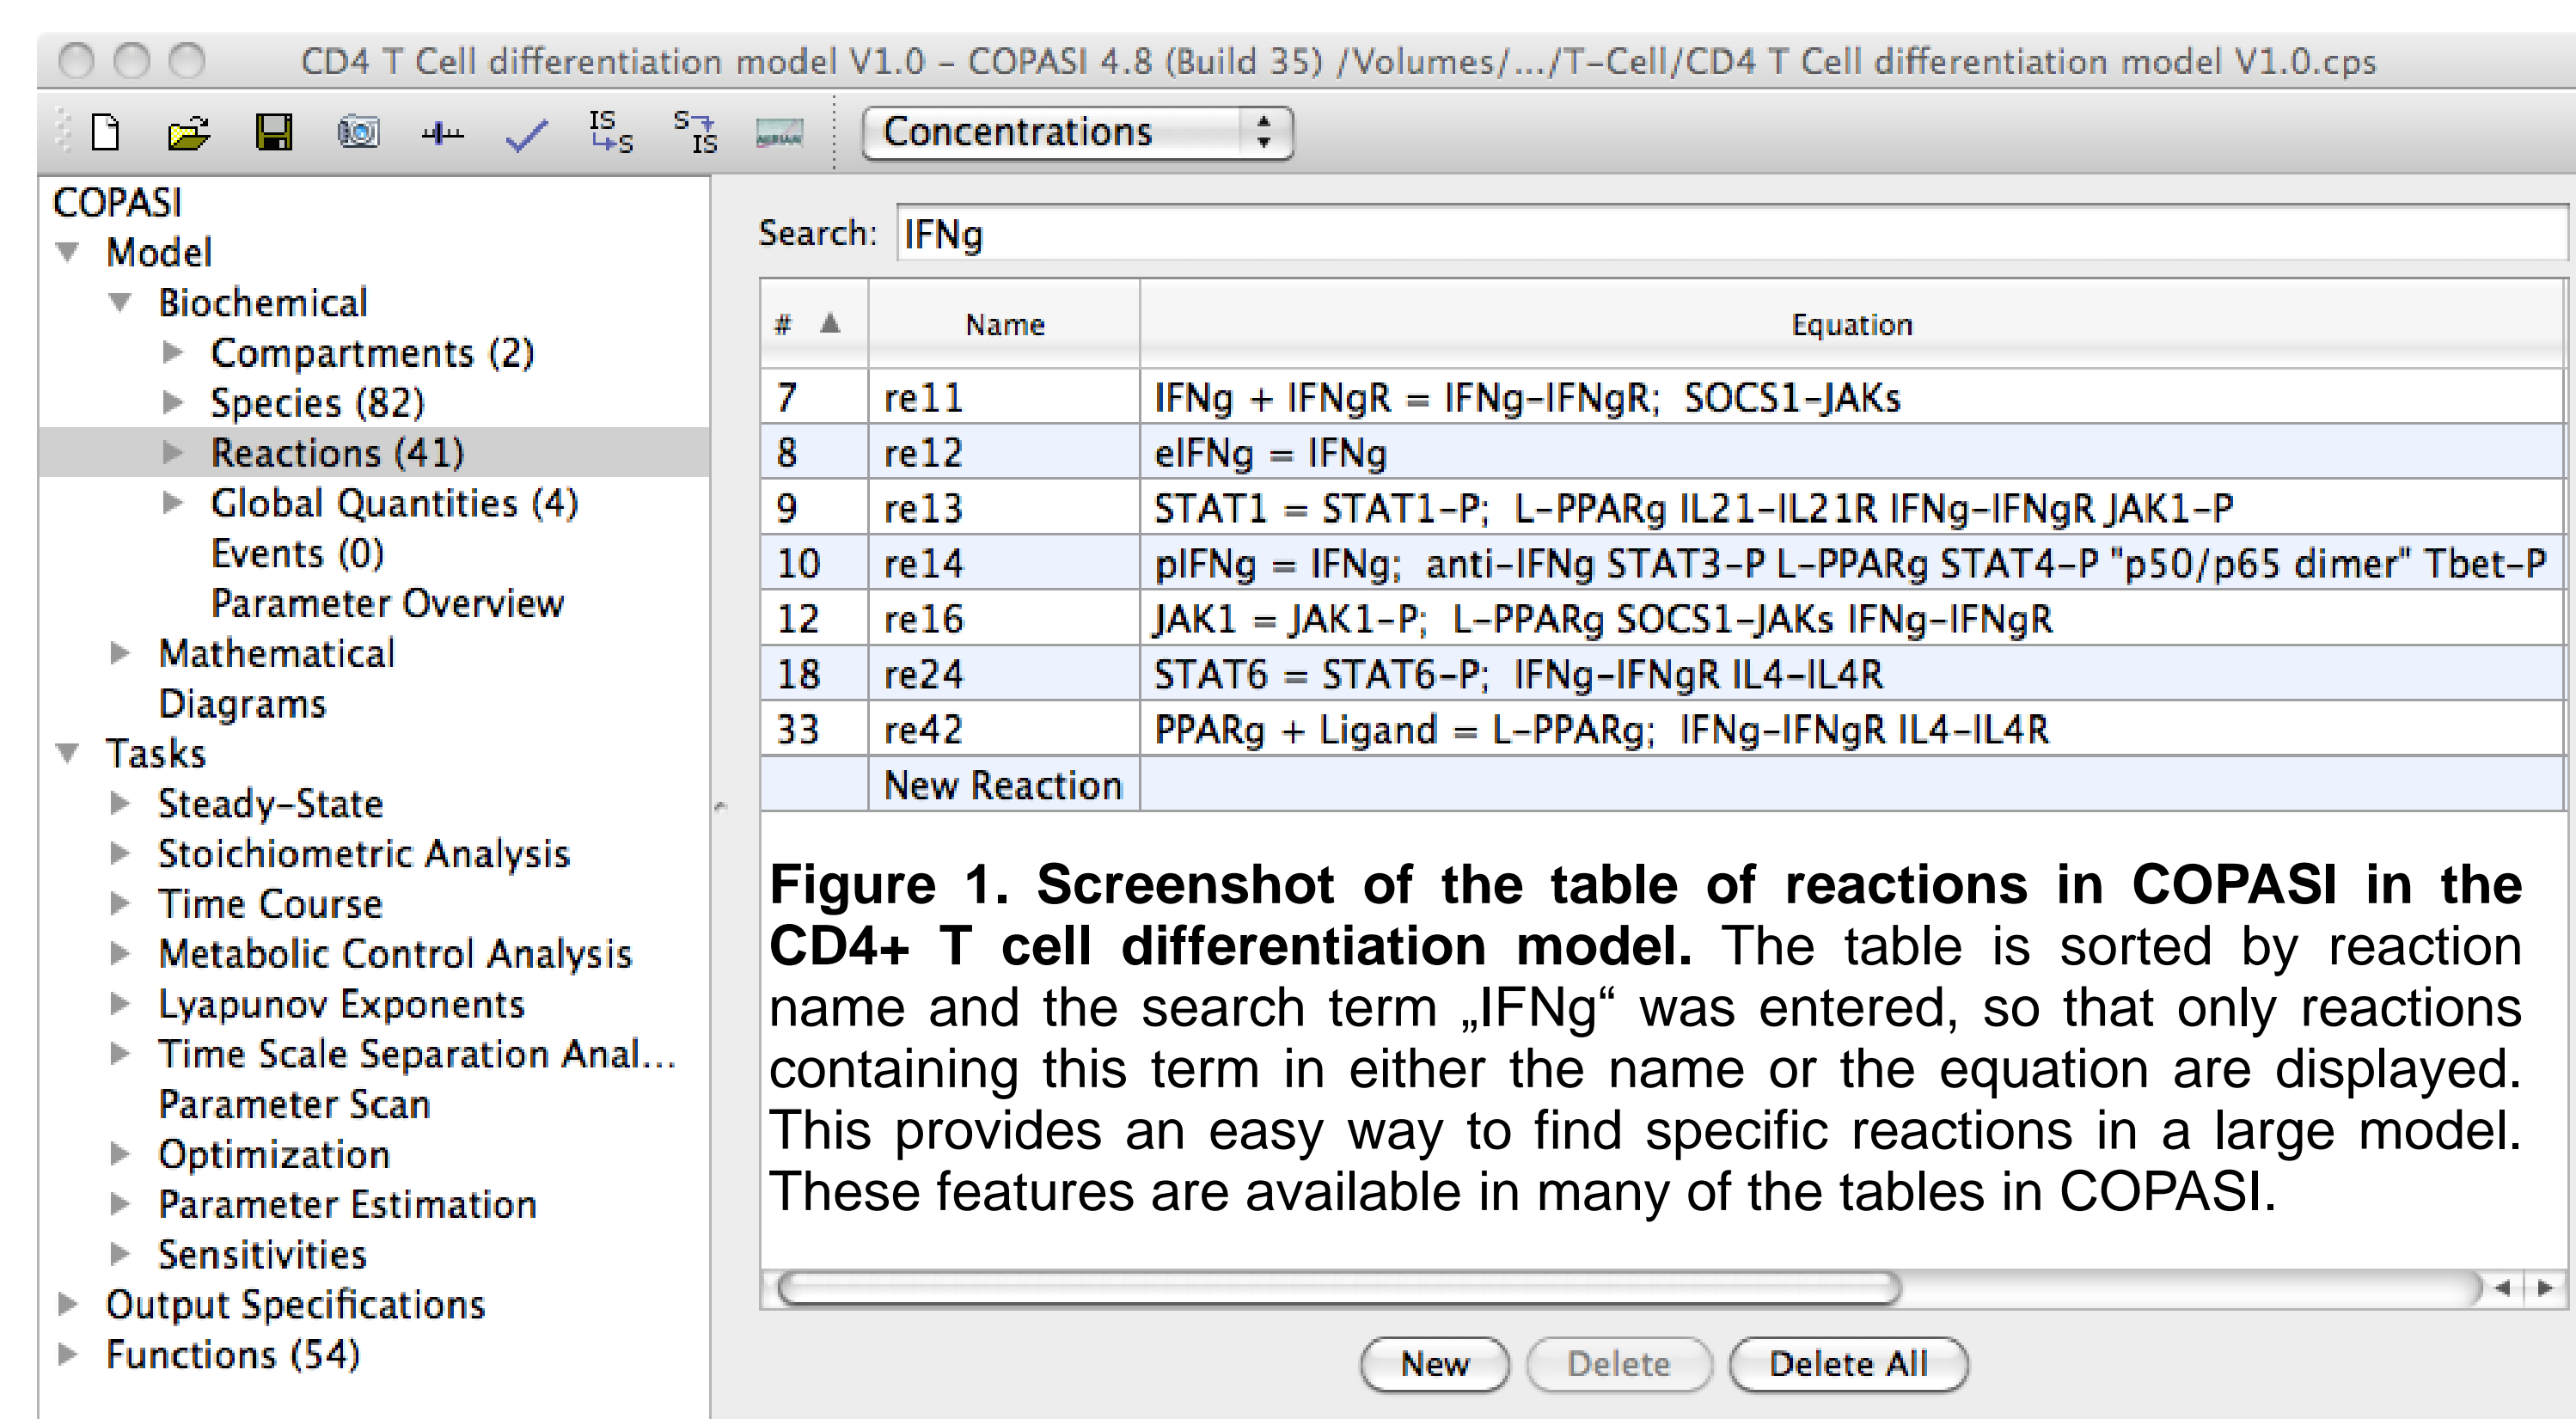 CD4 T Cell differentiation model V1.0 – COPASI 4.8 (Build 35) /Volumes/.../T-Cell/CD4 T Cell differentiation model V1.0.cps
IS
S
S
IS
Concentrations
COPASI
Model
Biochemical
Compartments (2)
Species (82)
Reactions (41)
Global Quantities (4)
Events (0)
Parameter Overview
Mathematical
Diagrams
Tasks
Steady-State
Stoichiometric Analysis
Time Course
Metabolic Control Analysis
Lyapunov Exponents
Time Scale Separation Anal...
Parameter Scan
Optimization
Parameter Estimation
Sensitivities
Output Specifications
Functions (54)
Search: IFNg
# Name Equation
7 re11 IFNg + IFNgR = IFNg-IFNgR; SOCS1-JAKs
8 re12 eIFNg = IFNg
9 re13 STAT1 = STAT1-P; L-PPARg IL21-IL21R IFNg-IFNgR JAK1-P
10 re14 pIFNg = IFNg; anti-IFNg STAT3-P L-PPARg STAT4-P "p50/p65 dimer" Tbet-P
12 re16 JAK1 = JAK1-P; L-PPARg SOCS1-JAKs IFNg-IFNgR
18 re24 STAT6 = STAT6-P; IFNg-IFNgR IL4-IL4R
33 re42 PPARg + Ligand = L-PPARg; IFNg-IFNgR IL4-IL4R
New Reaction
Figure 1. Screenshot of the table of reactions in COPASI in the
CD4+ T cell differentiation model. The table is sorted by reaction
name and the search term „IFNg“ was entered, so that only reactions
containing this term in either the name or the equation are displayed.
This provides an easy way to find specific reactions in a large model.
These features are available in many of the tables in COPASI.
New Delete Delete All